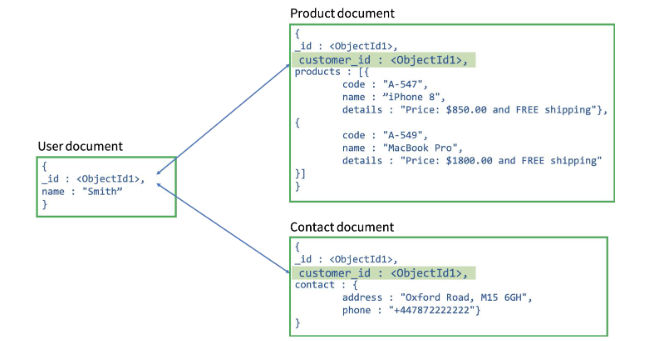 Product document
{
_id : <ObjectId1>,
customer_id : <ObjectId1>,
products : [{
code : "A-547",
name : ”iPhone 8",
details : "Price: $850.00 and FREE shipping"},
{
code : "A-549",
name : "MacBook Pro",
details : "Price: $1800.00 and FREE shipping"
}]
}
User document
{
_id : <ObjectId1>,
name : "Smith”
}
Contact document
{
_id : <ObjectId1>,
customer_id : <ObjectId1>,
contact : {
address : "Oxford Road, M15 6GH",
phone : "+447872222222"}
}